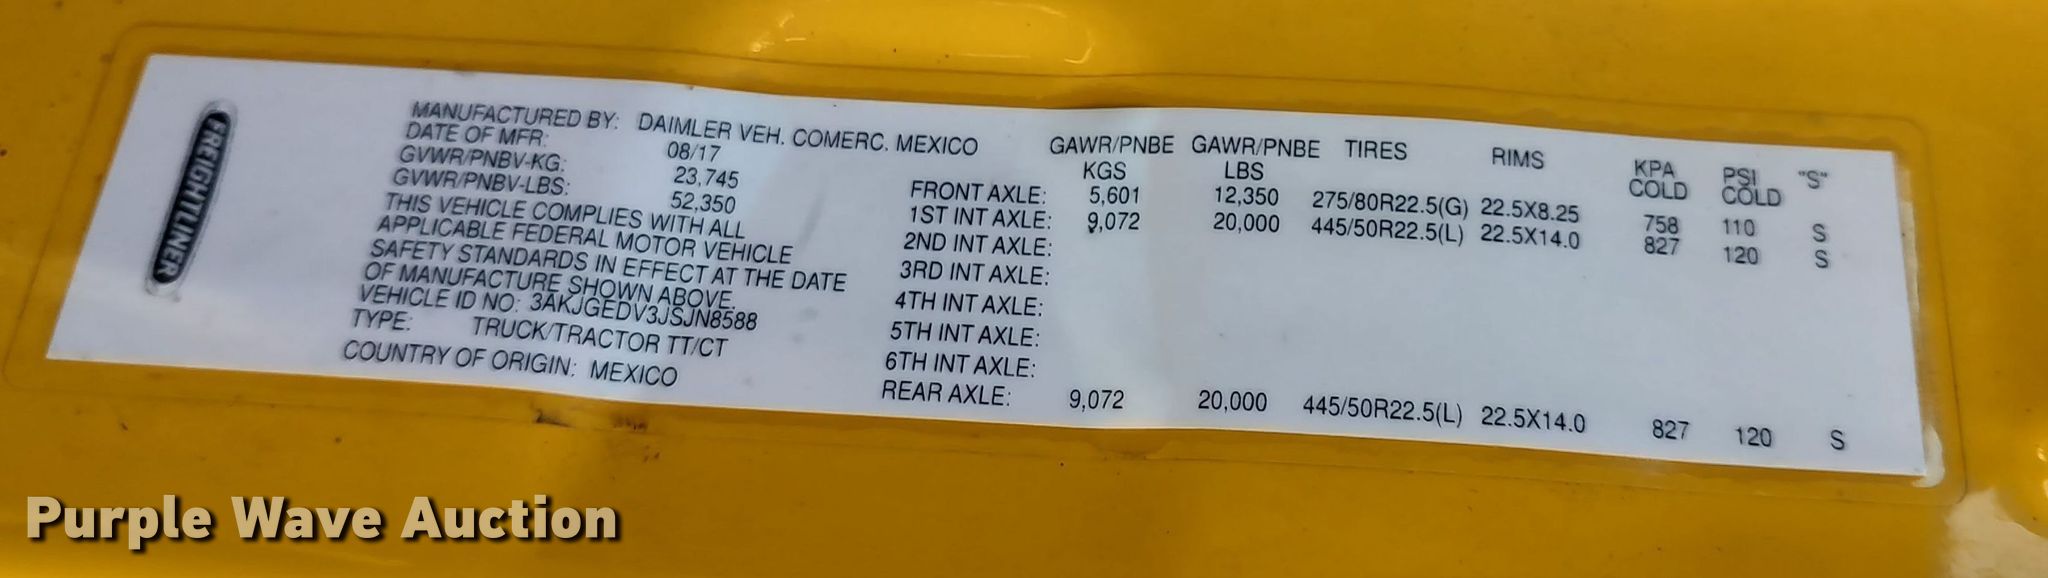 FREIGHTLINER
MANUFACTURED BY: DAIMLER VEH. COMERC. MEXICO
DATE OF MFR: 08/17
GVWR/PNBV-KG: 23,745
GVWR/PNBV-LBS: 52,350
THIS VEHICLE COMPLIES WITH ALL
APPLICABLE FEDERAL MOTOR VEHICLE
SAFETY STANDARDS IN EFFECT AT THE DATE
OF MANUFACTURE SHOWN ABOVE.
VEHICLE ID NO: 3AKJGEDV3JSJN8588
TYPE: TRUCK/TRACTOR TT/CT
COUNTRY OF ORIGIN: MEXICO
GAWR/PNBE GAWR/PNBE TIRES RIMS KPA PSI "S"
KGS LBS COLD COLD
FRONT AXLE: 5,601 12,350 275/80R22.5(G) 22.5X8.25 758 110 S
1ST INT AXLE: 9,072 20,000 445/50R22.5(L) 22.5X14.0 827 120 S
2ND INT AXLE:
3RD INT AXLE:
4TH INT AXLE:
5TH INT AXLE:
6TH INT AXLE:
REAR AXLE: 9,072 20,000 445/50R22.5(L) 22.5X14.0 827 120 S
Purple Wave Auction